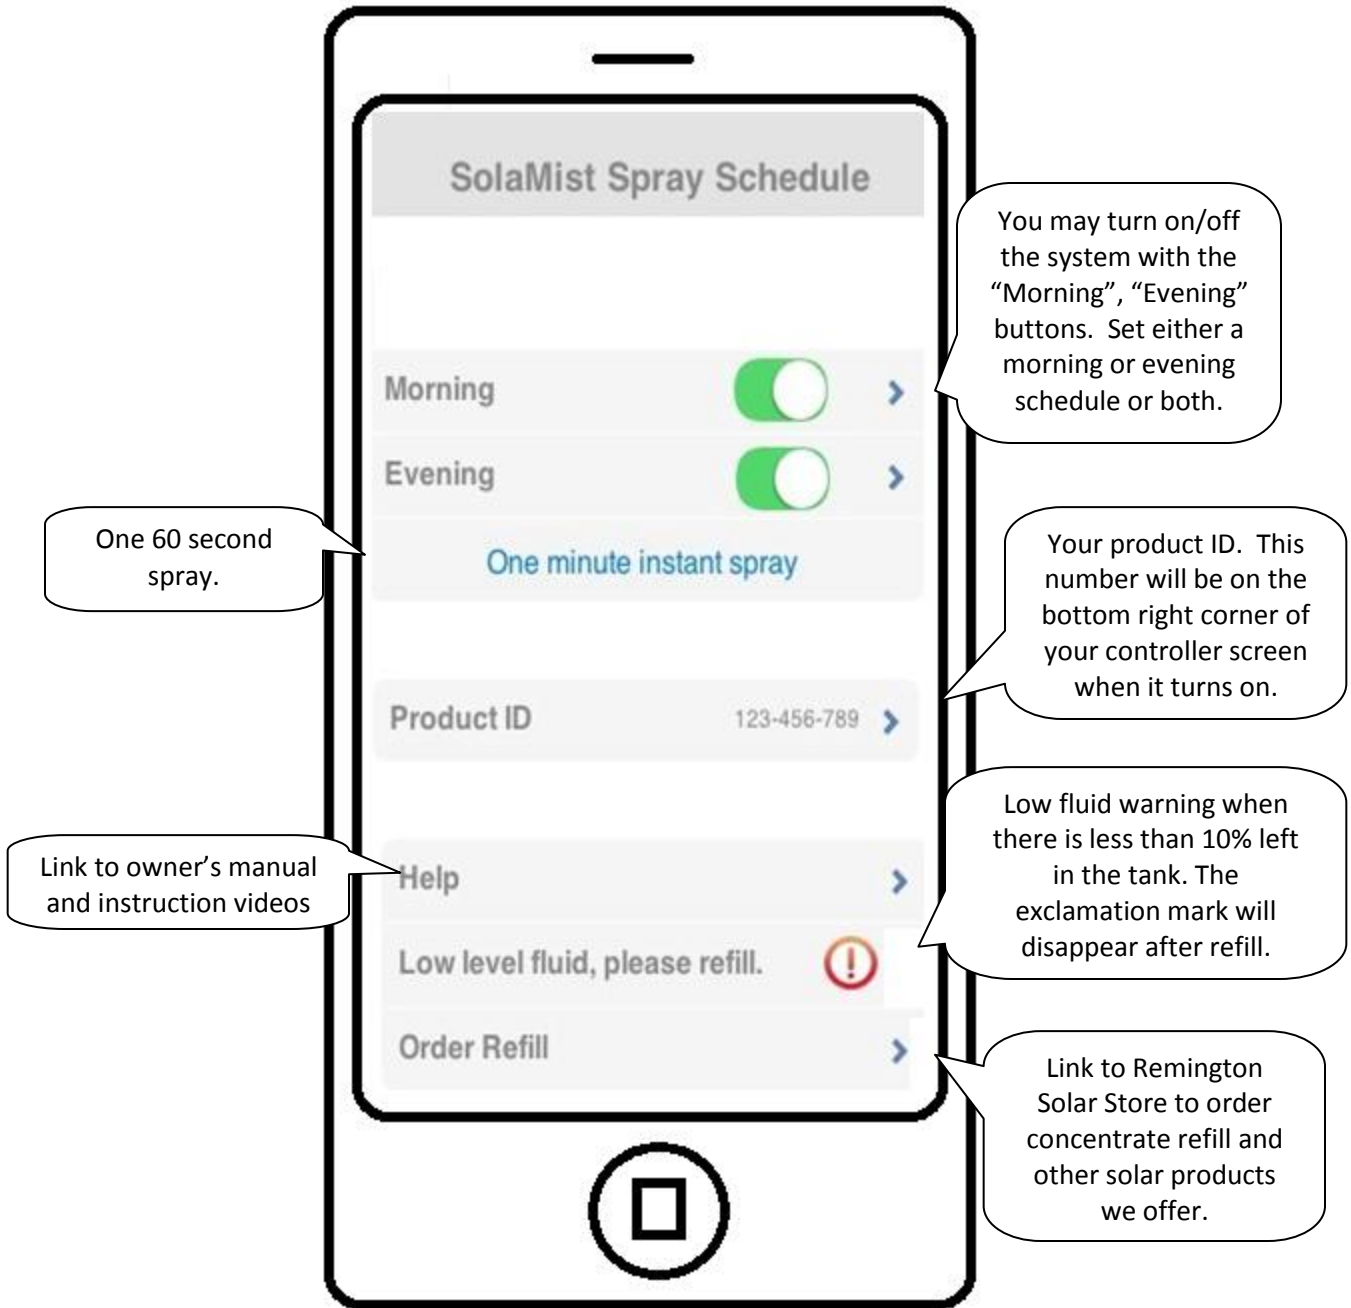 SolaMist Spray Schedule
You may turn on/off
the system with the
“Morning”, “Evening”
buttons.  Set either a
morning or evening
schedule or both.
Morning
Evening
One 60 second
spray.
One minute instant spray
Your product ID.  This
number will be on the
bottom right corner of
your controller screen
when it turns on.
Product ID
123-456-789
Low fluid warning when
there is less than 10% left
in the tank. The
exclamation mark will
disappear after refill.
Link to owner’s manual
and instruction videos
Help
Low level fluid, please refill.
Order Refill
Link to Remington
Solar Store to order
concentrate refill and
other solar products
we offer.